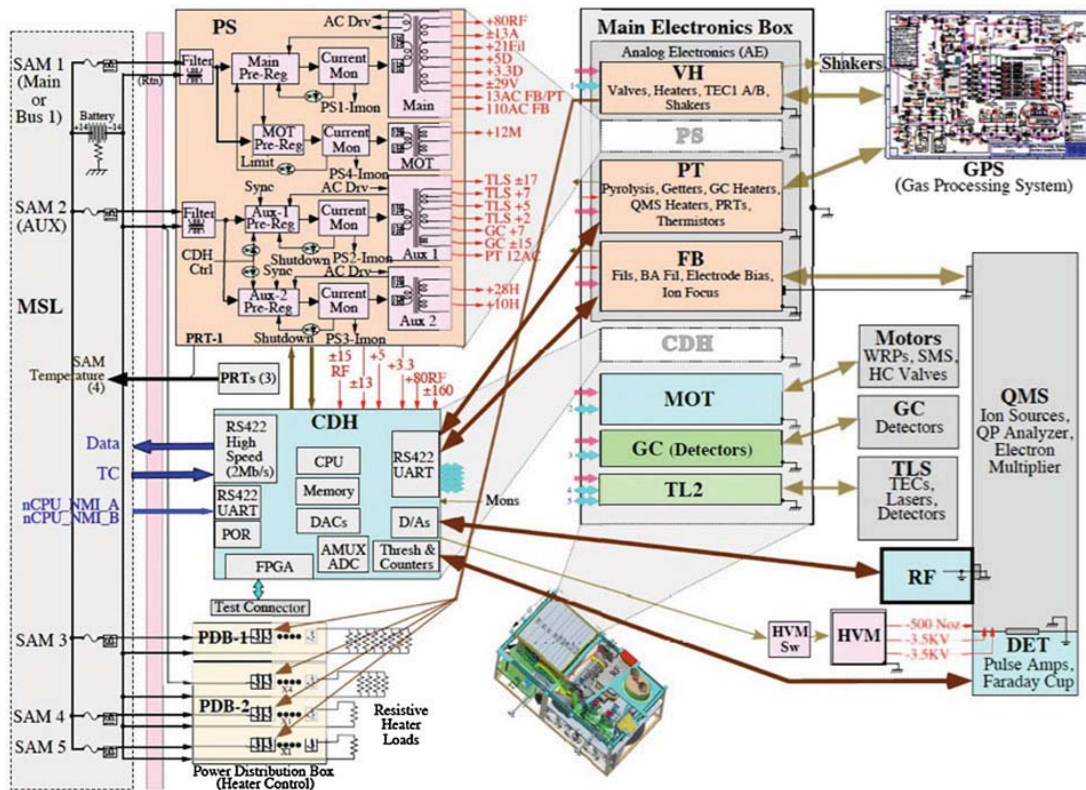 PS
AC Drv
SAM 1
(Main
or
Bus 1)
Filter
(Rtn)
Main
Pre-Reg
Current
Mon
PS1-Imon
Main
+80RF
±13A
+21Fil
+5D
+3.3D
±29V
13AC FB/PT
110AC FB
Battery
+14
-14
MOT
Pre-Reg
Current
Mon
Limit
PS4-Imon
MOT
+12M
SAM 2
(AUX)
Filter
Sync
AC Drv
Aux-1
Pre-Reg
Current
Mon
Aux 1
TLS ±17
TLS +7
TLS +5
TLS +2
GC +7
GC ±15
PT 12AC
CDH
Ctrl
Shutdown
PS2-Imon
Sync
AC Drv
Aux-2
Pre-Reg
Current
Mon
Aux 2
+28H
+10H
Shutdown
PS3-Imon
PRT-1
MSL
SAM
Temperature
(4)
PRTs (3)
±15
RF
±13
+5
+3.3
+80RF
±160
CDH
Data
TC
nCPU_NMI_A
nCPU_NMI_B
RS422
High
Speed
(2Mb/s)
RS422
UART
POR
CPU
Memory
DACs
AMUX
ADC
FPGA
RS422
UART
D/As
Thresh &
Counters
Mons
Test Connector
SAM 3
PDB-1
X4
PDB-2
SAM 4
X1
SAM 5
X1
Resistive
Heater
Loads
Power Distribution Box
(Heater Control)
Main Electronics Box
Analog Electronics (AE)
1
VH
Valves, Heaters, TEC1 A/B,
Shakers
PS
PT
Pyrolysis, Getters, GC Heaters,
QMS Heaters, PRTs,
Thermistors
FB
Fils, BA Fil, Electrode Bias,
Ion Focus
CDH
2
MOT
3
GC (Detectors)
4
5
TL2
Shakers
GPS
(Gas Processing System)
Motors
WRPs, SMS,
HC Valves
GC
Detectors
TLS
TECs,
Lasers,
Detectors
QMS
Ion Sources,
QP Analyzer,
Electron
Multiplier
RF
HVM
Sw
HVM
-500 Noz
-3.5KV
-3.5KV
DET
Pulse Amps,
Faraday Cup